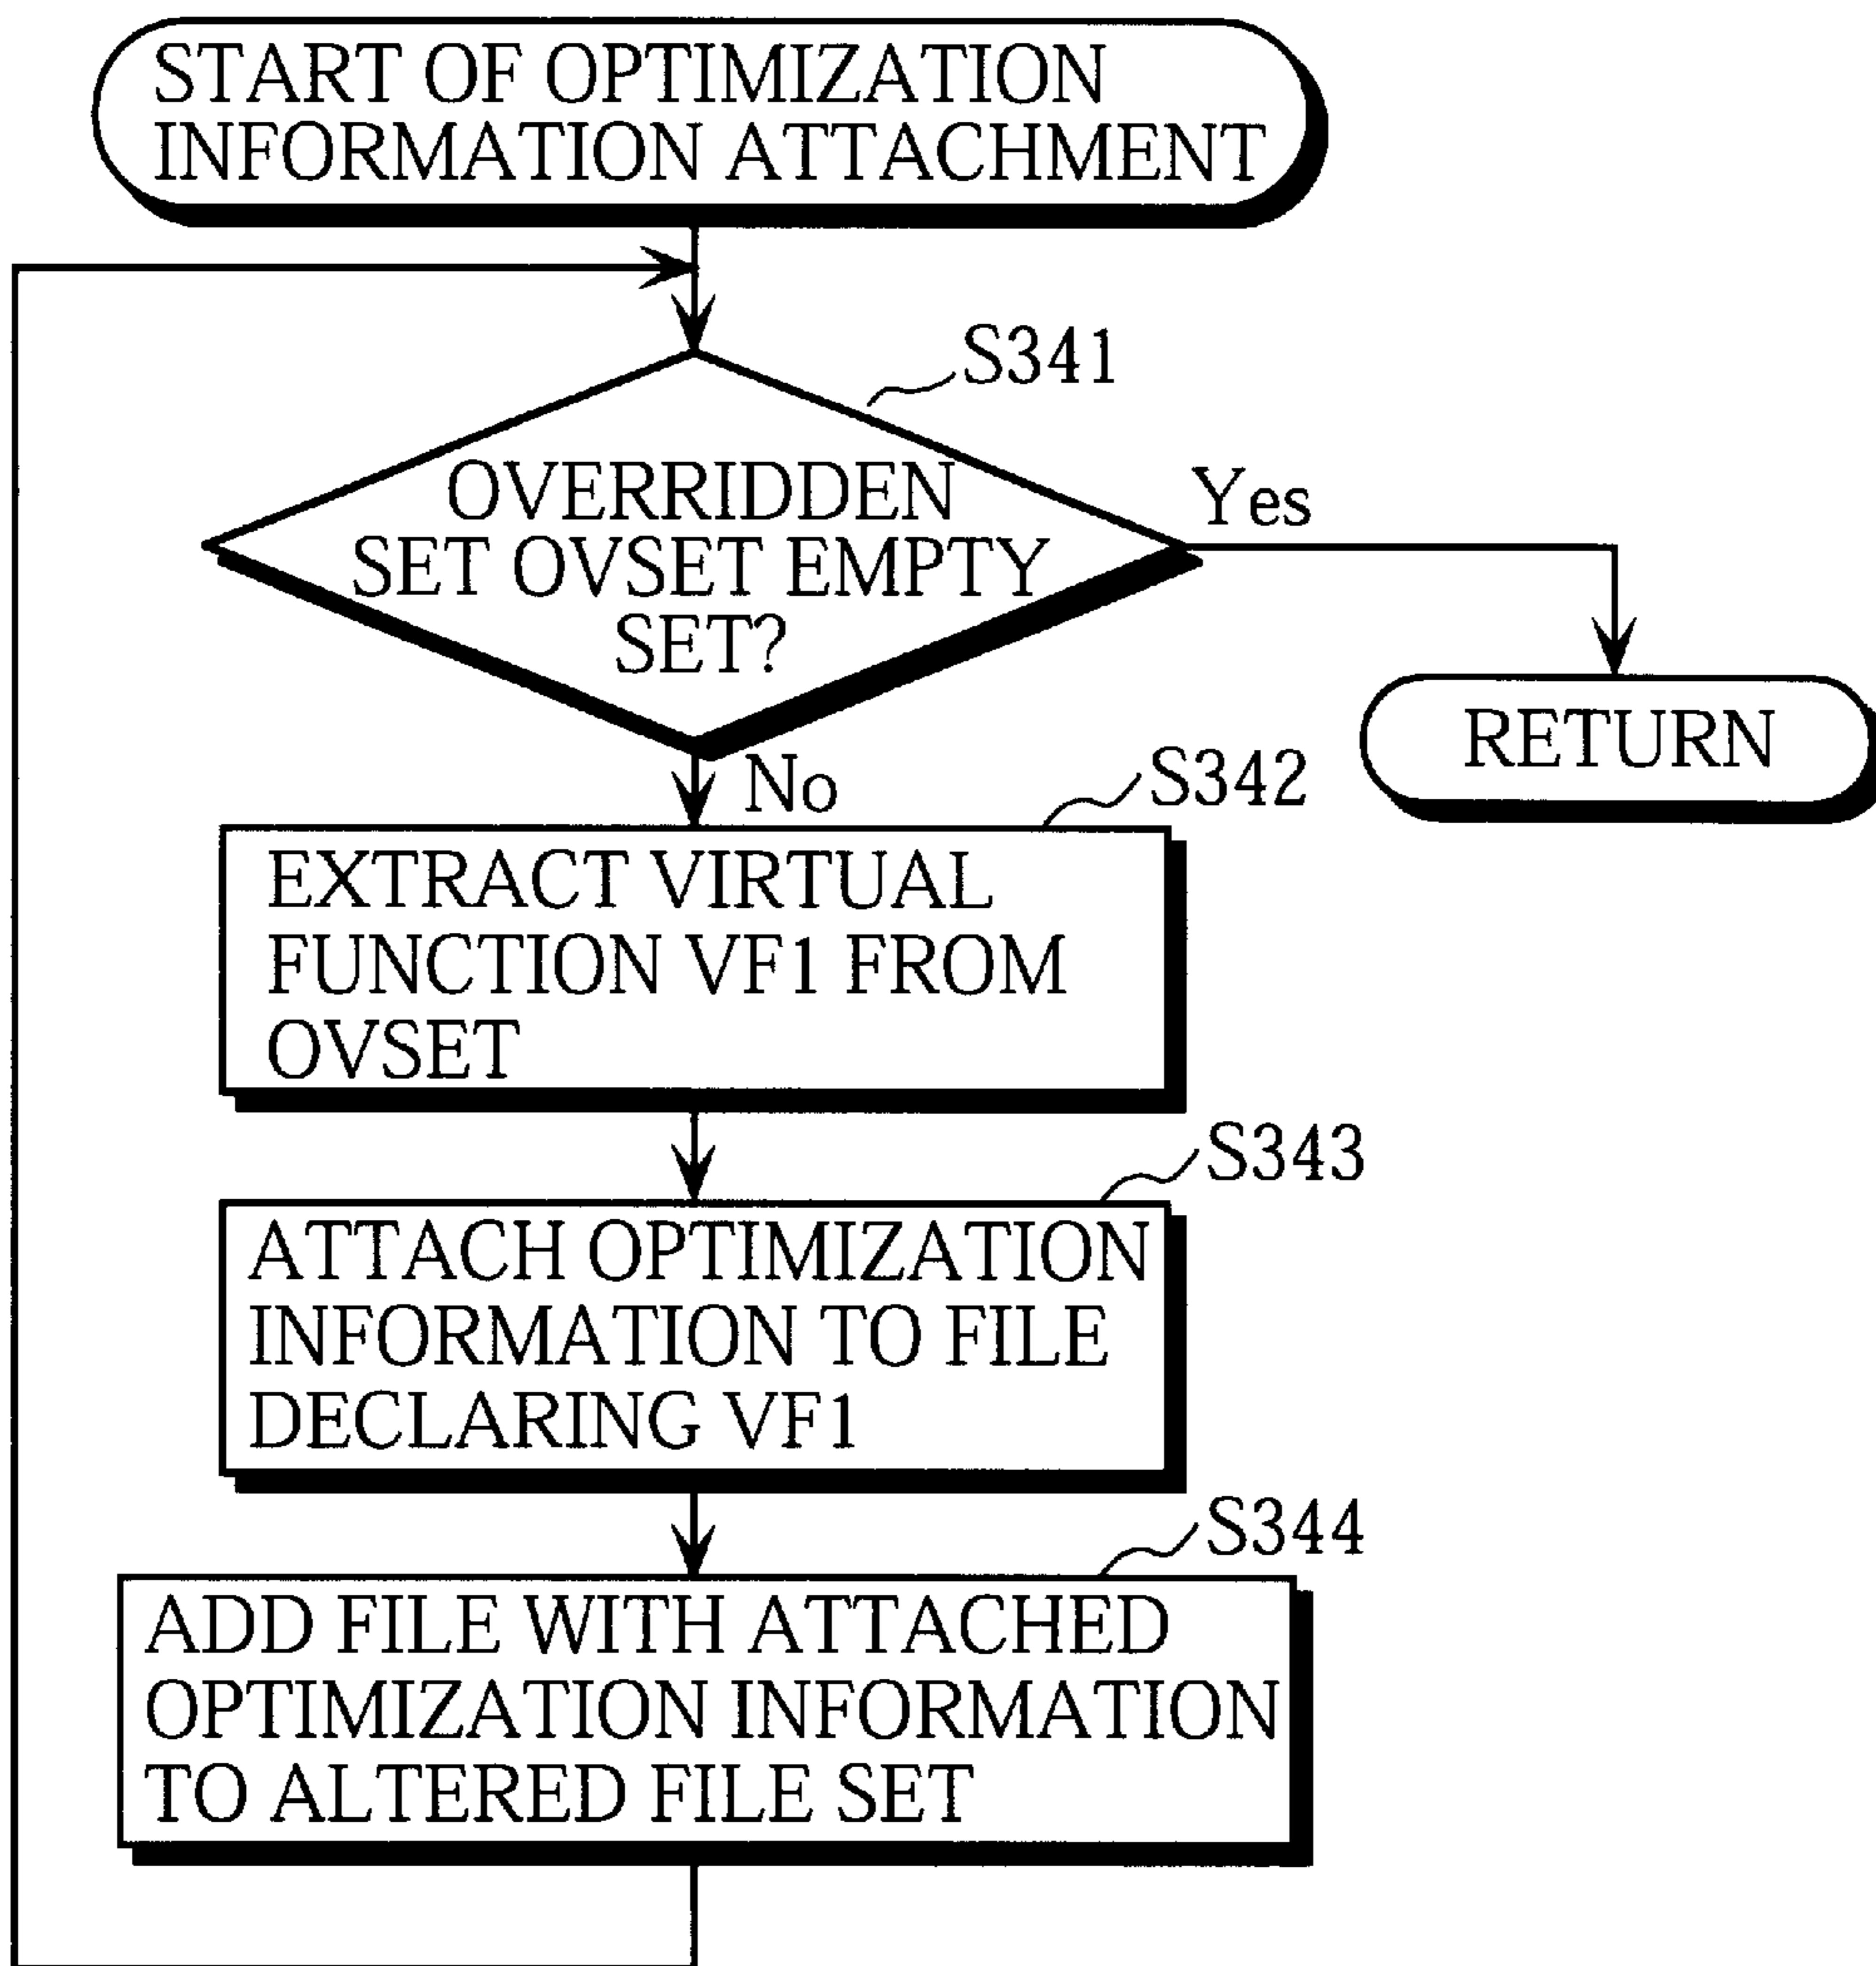 START OF OPTIMIZATION
INFORMATION ATTACHMENT
S341
OVERRIDDEN
SET OVSET EMPTY
SET?
Yes
RETURN
No
S342
EXTRACT VIRTUAL
FUNCTION VF1 FROM
OVSET
S343
ATTACH OPTIMIZATION
INFORMATION TO FILE
DECLARING VF1
S344
ADD FILE WITH ATTACHED
OPTIMIZATION INFORMATION
TO ALTERED FILE SET